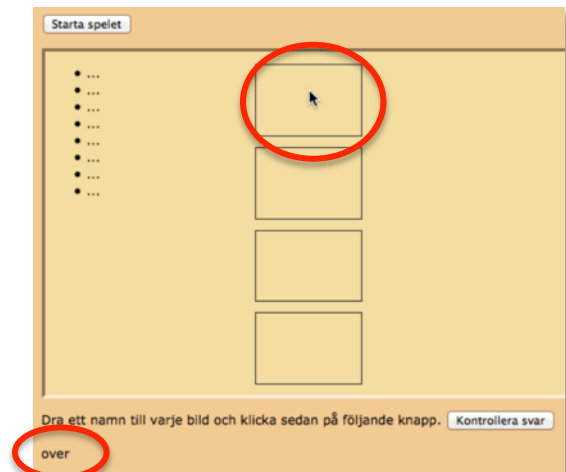 Starta spelet
• ...
• ...
• ...
• ...
• ...
• ...
• ...
• ...
Dra ett namn till varje bild och klicka sedan på följande knapp. Kontrollera svar
over